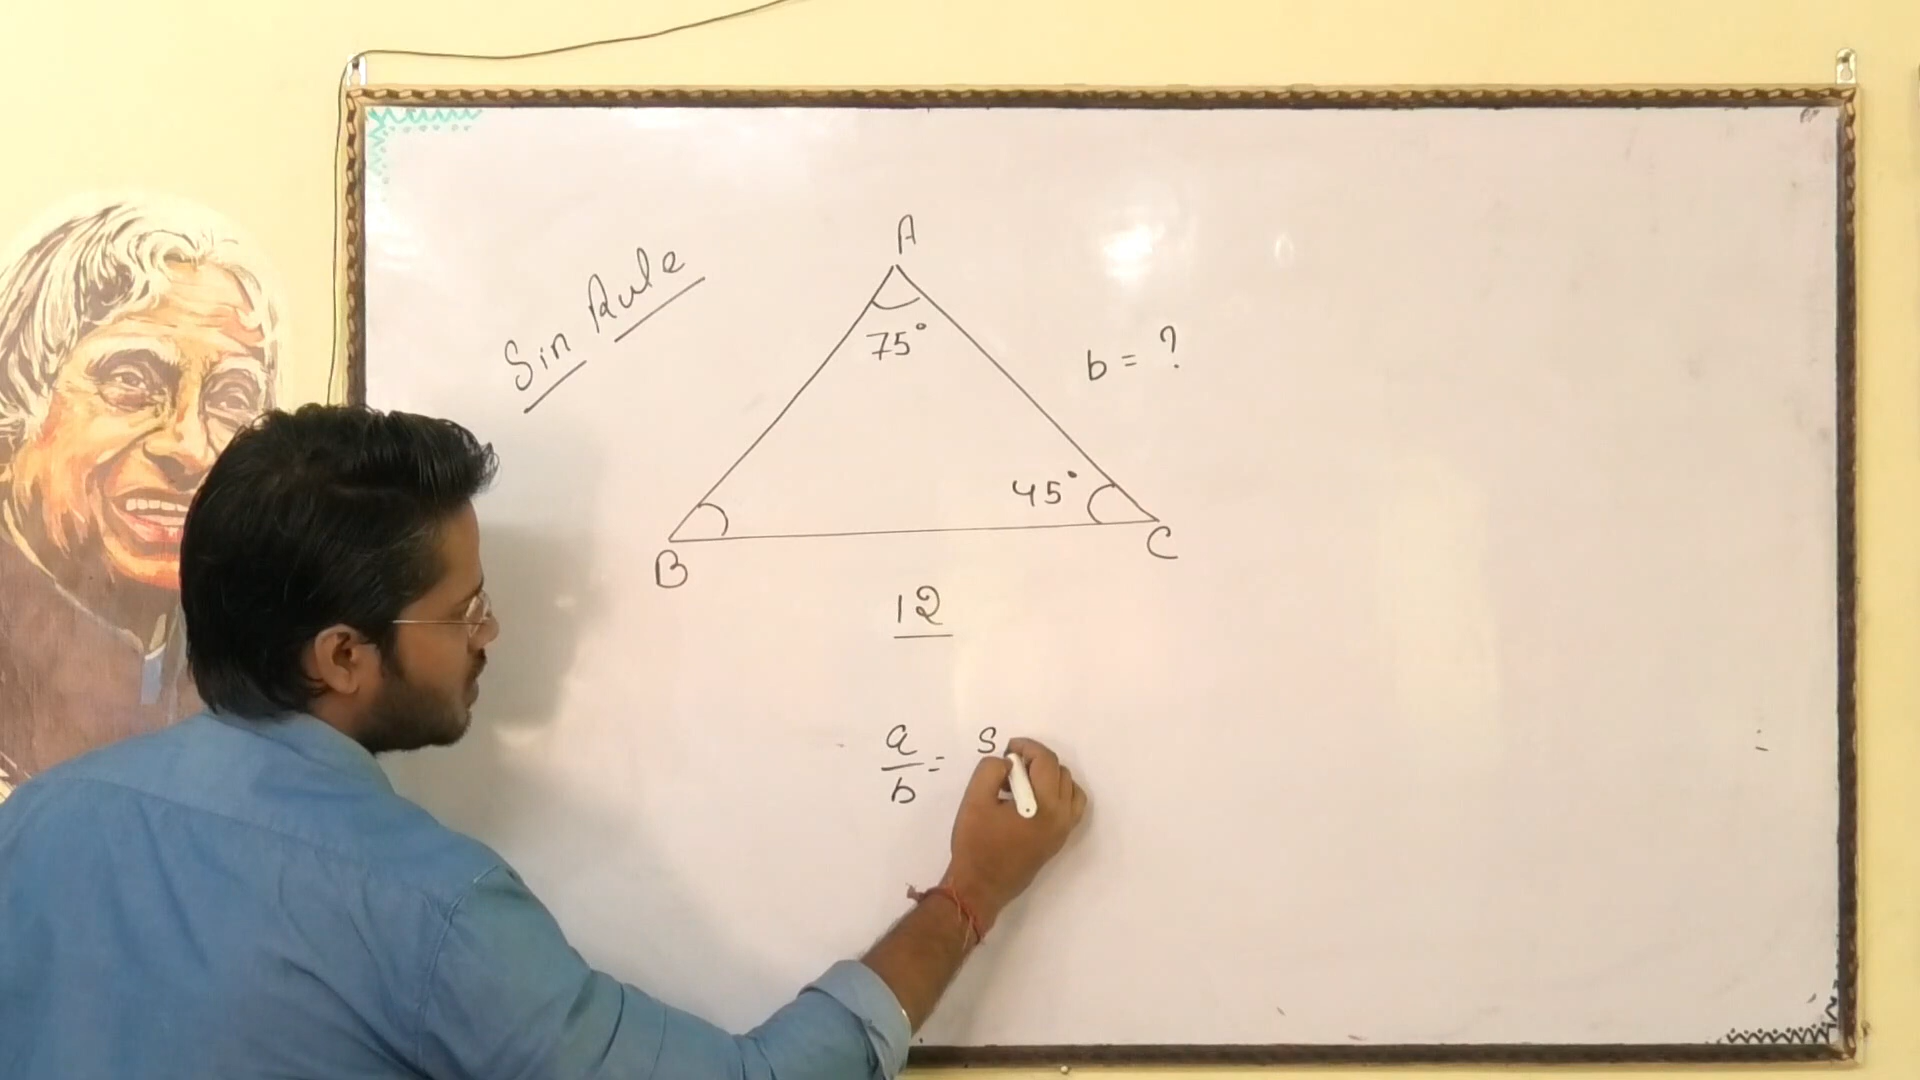 Sin Rule
A
75°
b = ?
45°
B
C
12
a/b = s